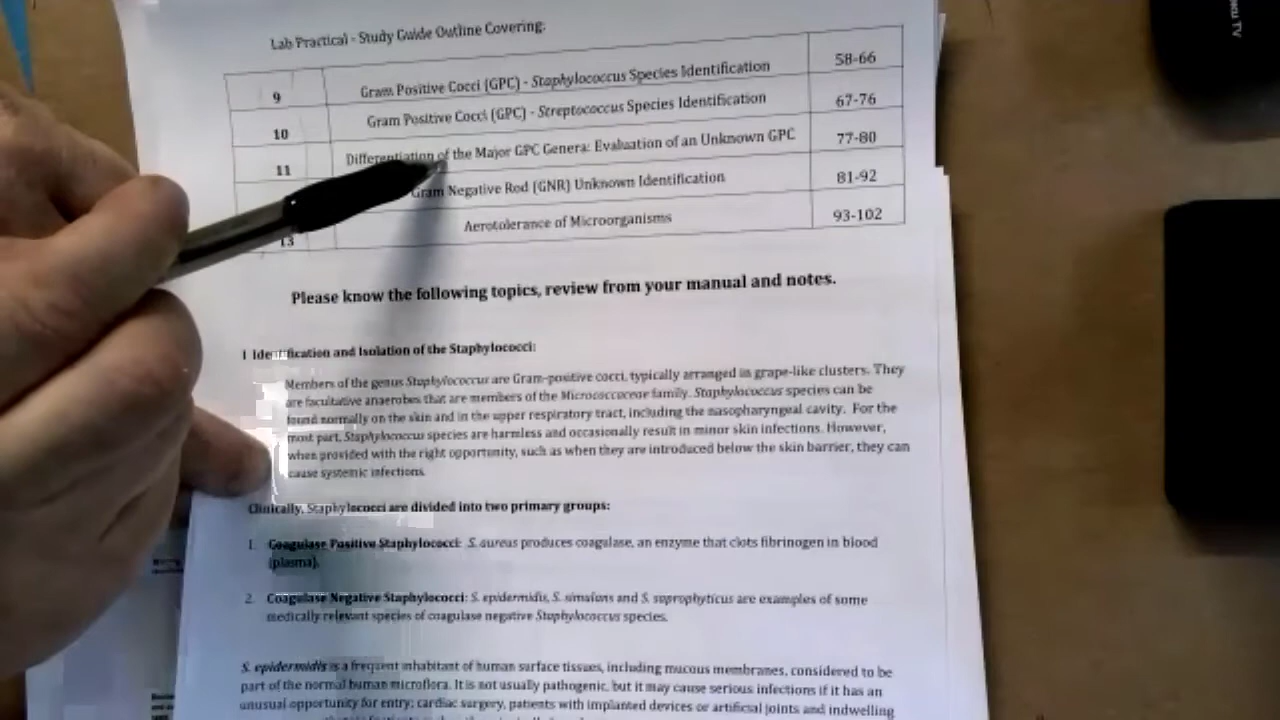 Lab Practical - Study Guide Outline Covering:
9 Gram Positive Cocci (GPC) - Staphylococcus Species Identification 58-66
10 Gram Positive Cocci (GPC) - Streptococcus Species Identification 67-76
11 Differentiation of the Major GPC Genera: Evaluation of an Unknown GPC 77-80
Gram Negative Rod (GNR) Unknown Identification 81-92
13 Aerotolerance of Microorganisms 93-102
Please know the following topics, review from your manual and notes.
I Identification and Isolation of the Staphylococci:
Members of the genus Staphylococcus are Gram-positive cocci, typically arranged in grape-like clusters. They
are facultative anaerobes that are members of the Micrococcaceae family. Staphylococcus species can be
found normally on the skin and in the upper respiratory tract, including the nasopharyngeal cavity. For the
most part, Staphylococcus species are harmless and occasionally result in minor skin infections. However,
when provided with the right opportunity, such as when they are introduced below the skin barrier, they can
cause systemic infections.
Clinically, Staphylococci are divided into two primary groups:
1. Coagulase Positive Staphylococci: S. aureus produces coagulase, an enzyme that clots fibrinogen in blood
(plasma).
2. Coagulase Negative Staphylococci: S. epidermidis, S. simulans and S. saprophyticus are examples of some
medically relevant species of coagulase negative Staphylococcus species.
S. epidermidis is a frequent inhabitant of human surface tissues, including mucous membranes, considered to be
part of the normal human microflora. It is not usually pathogenic, but it may cause serious infections if it has an
unusual opportunity for entry; cardiac surgery, patients with implanted devices or artificial joints and indwelling